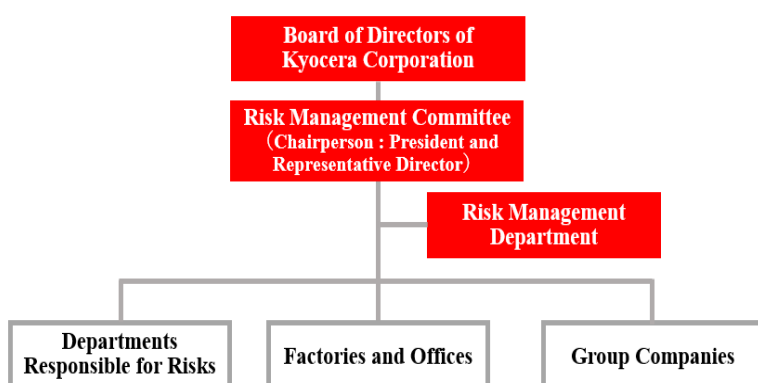 Board of Directors of
Kyocera Corporation
Risk Management Committee
（Chairperson : President and
Representative Director）
Risk Management
Department
Departments
Responsible for Risks
Factories and Offices
Group Companies